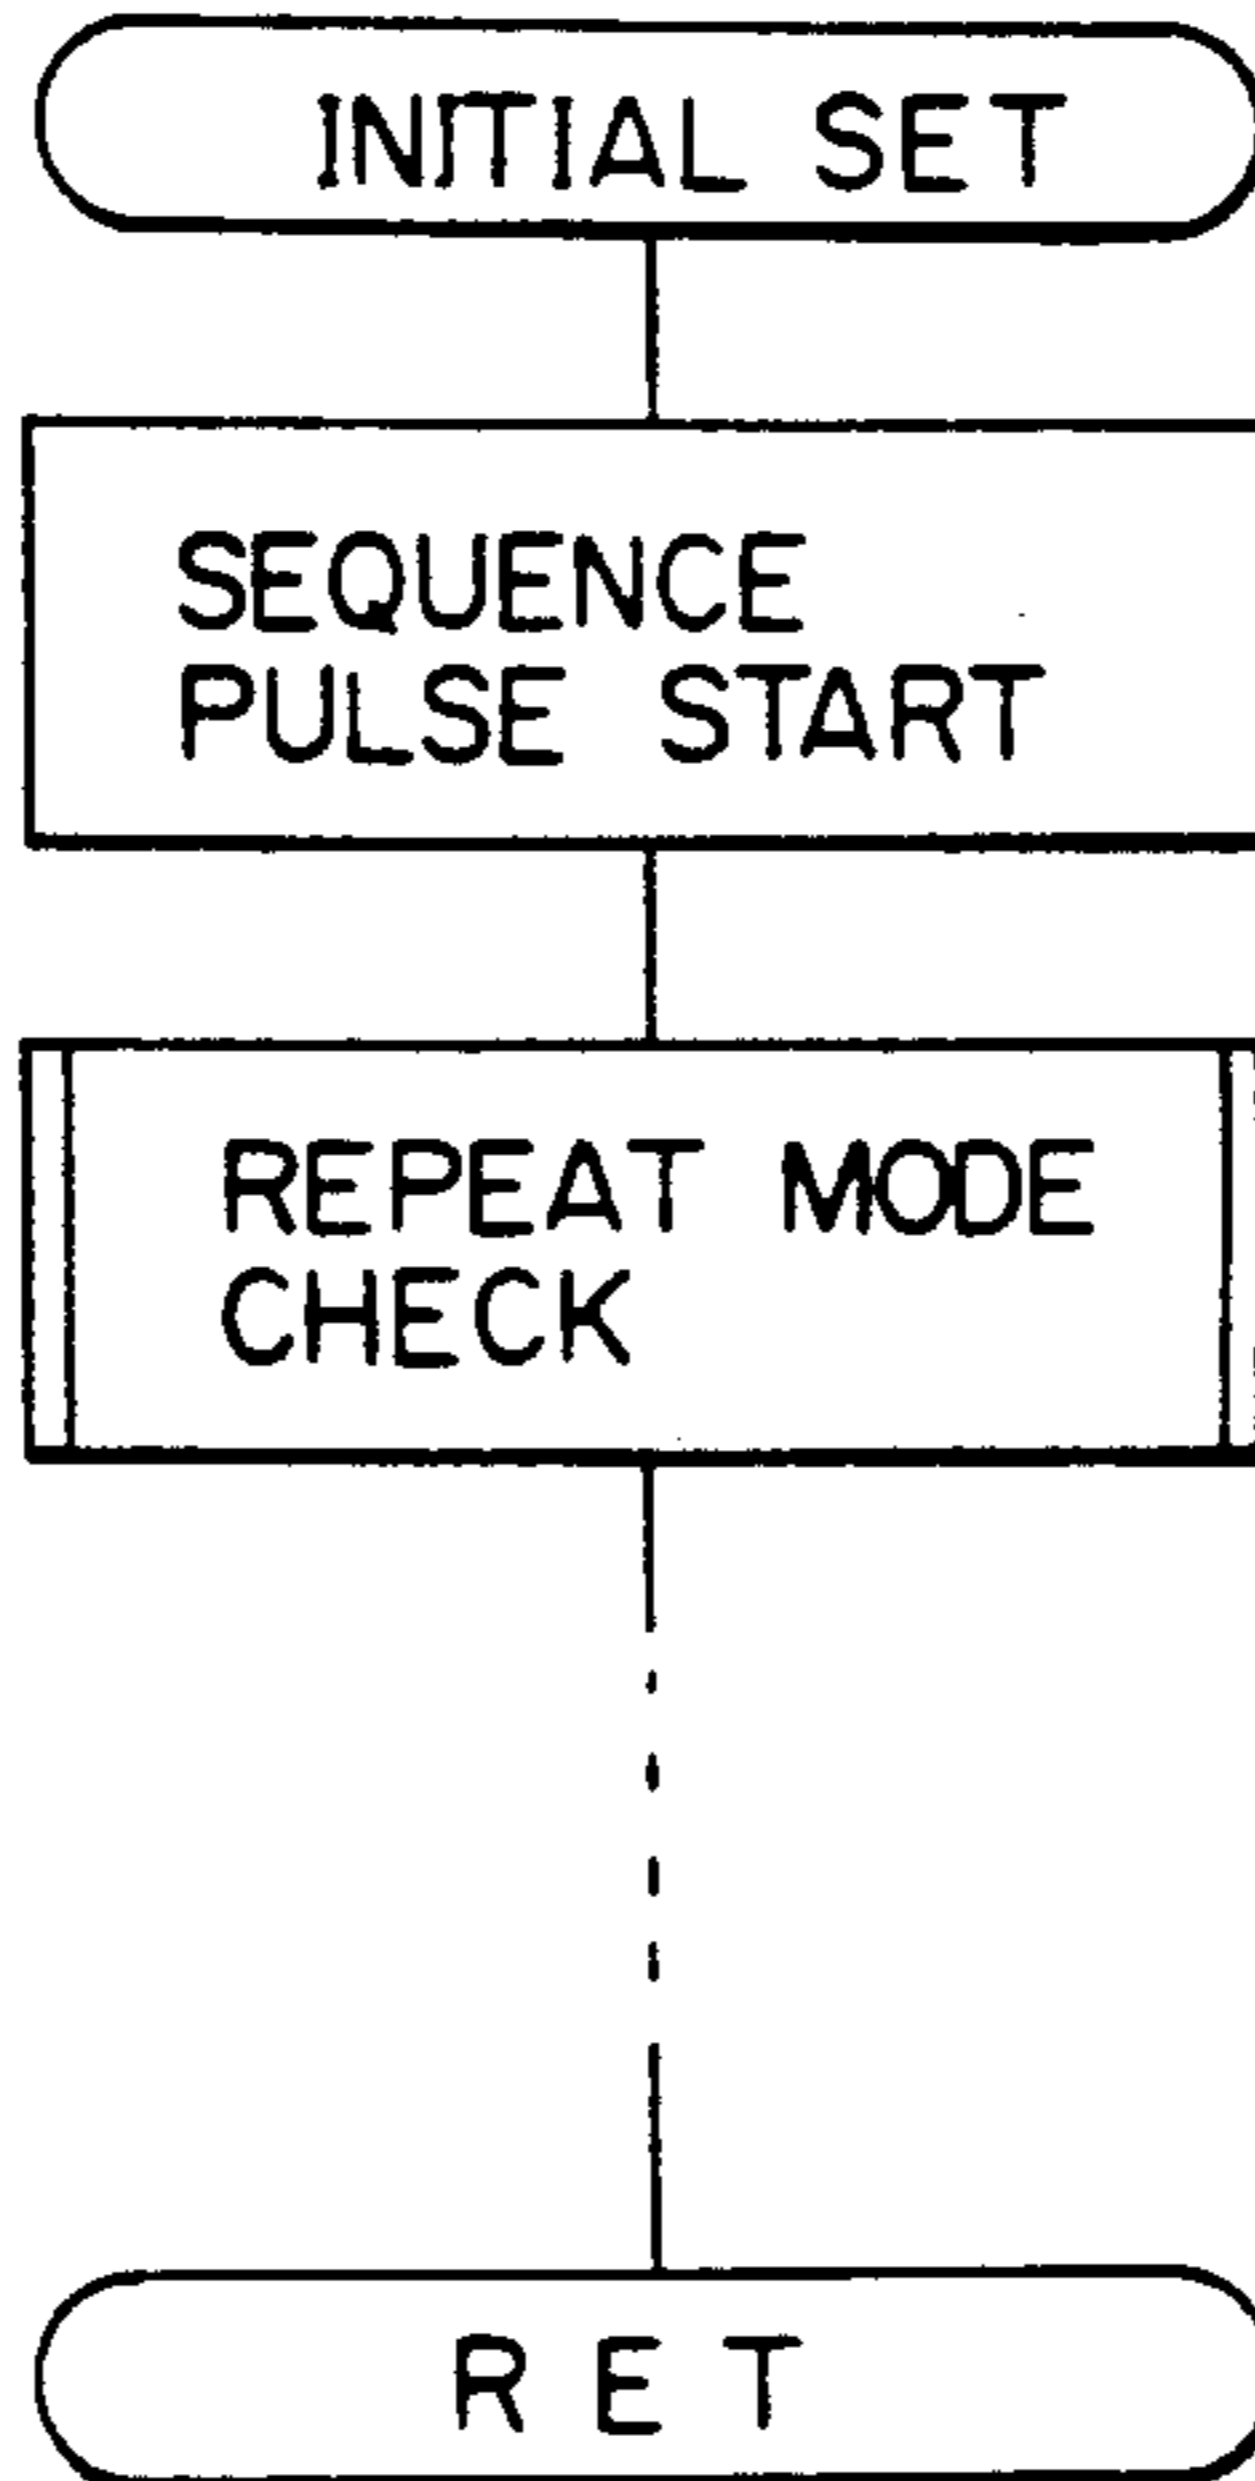 INITIAL SET
SEQUENCE
PULSE START
REPEAT MODE
CHECK
RET